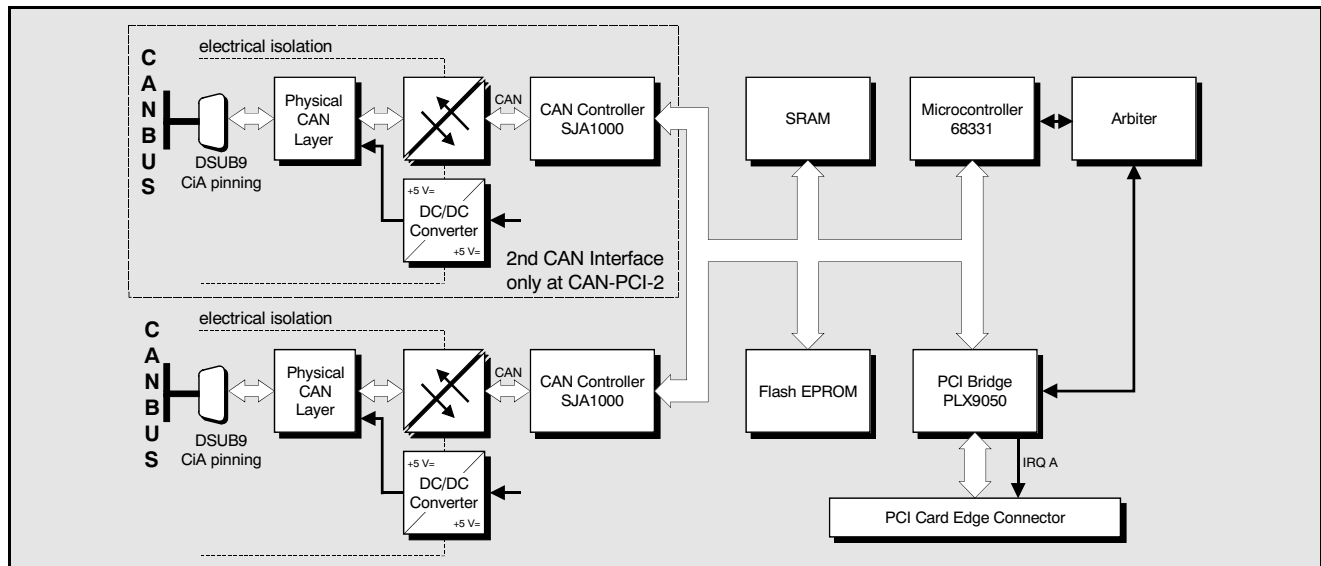 electrical isolation
C
A
N
B
U
S
DSUB9
CiA pinning
Physical
CAN
Layer
CAN
CAN Controller
SJA1000
+5 V=
DC/DC
Converter
+5 V=
2nd CAN Interface
only at CAN-PCI-2
SRAM
Microcontroller
68331
Arbiter
electrical isolation
C
A
N
B
U
S
DSUB9
CiA pinning
Physical
CAN
Layer
CAN
CAN Controller
SJA1000
+5 V=
DC/DC
Converter
+5 V=
Flash EPROM
PCI Bridge
PLX9050
IRQ A
PCI Card Edge Connector